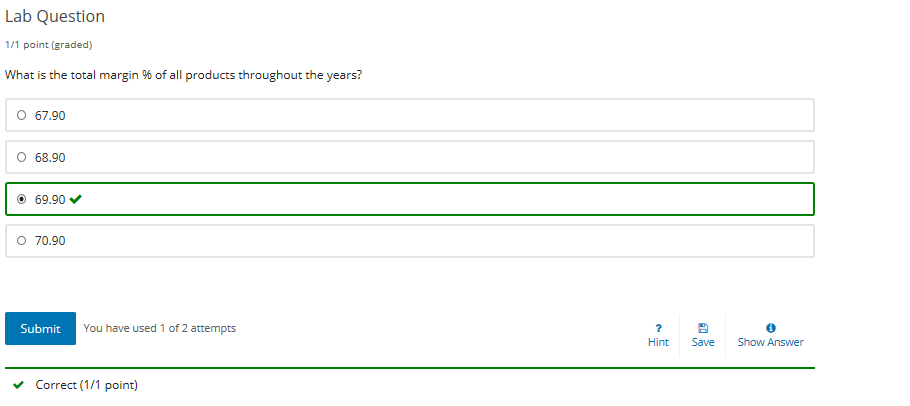 Lab Question
1/1 point (graded)
What is the total margin % of all products throughout the years?
67.90
68.90
69.90
70.90
Submit You have used 1 of 2 attempts
? Hint Save Show Answer
Correct (1/1 point)